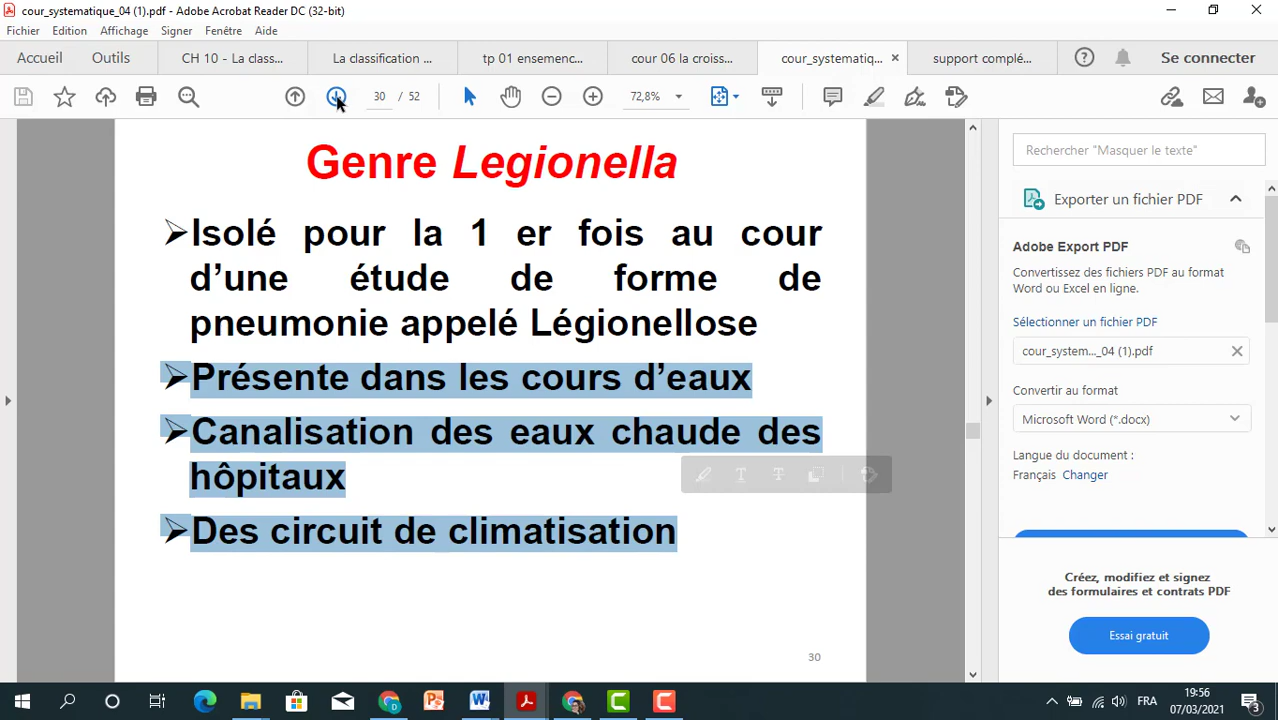 cour_systematique_04 (1).pdf - Adobe Acrobat Reader DC (32-bit)
Fichier Edition Affichage Signer Fenêtre Aide
Accueil Outils CH 10 - La class... La classification ... tp 01 ensemenc... cour 06 la croiss... cour_systematiq... support complé... Se connecter
30 / 52 72,8%
Genre Legionella
➢Isolé pour la 1 er fois au cour
d’une étude de forme de
pneumonie appelé Légionellose
➢Présente dans les cours d’eaux
➢Canalisation des eaux chaude des
hôpitaux
➢Des circuit de climatisation
30
Rechercher "Masquer le texte"
Exporter un fichier PDF
Adobe Export PDF
Convertissez des fichiers PDF au format
Word ou Excel en ligne.
Sélectionner un fichier PDF
cour_system..._04 (1).pdf
Convertir au format
Microsoft Word (*.docx)
Langue du document :
Français Changer
Créez, modifiez et signez
des formulaires et contrats PDF
Essai gratuit
FRA
19:56
07/03/2021
3